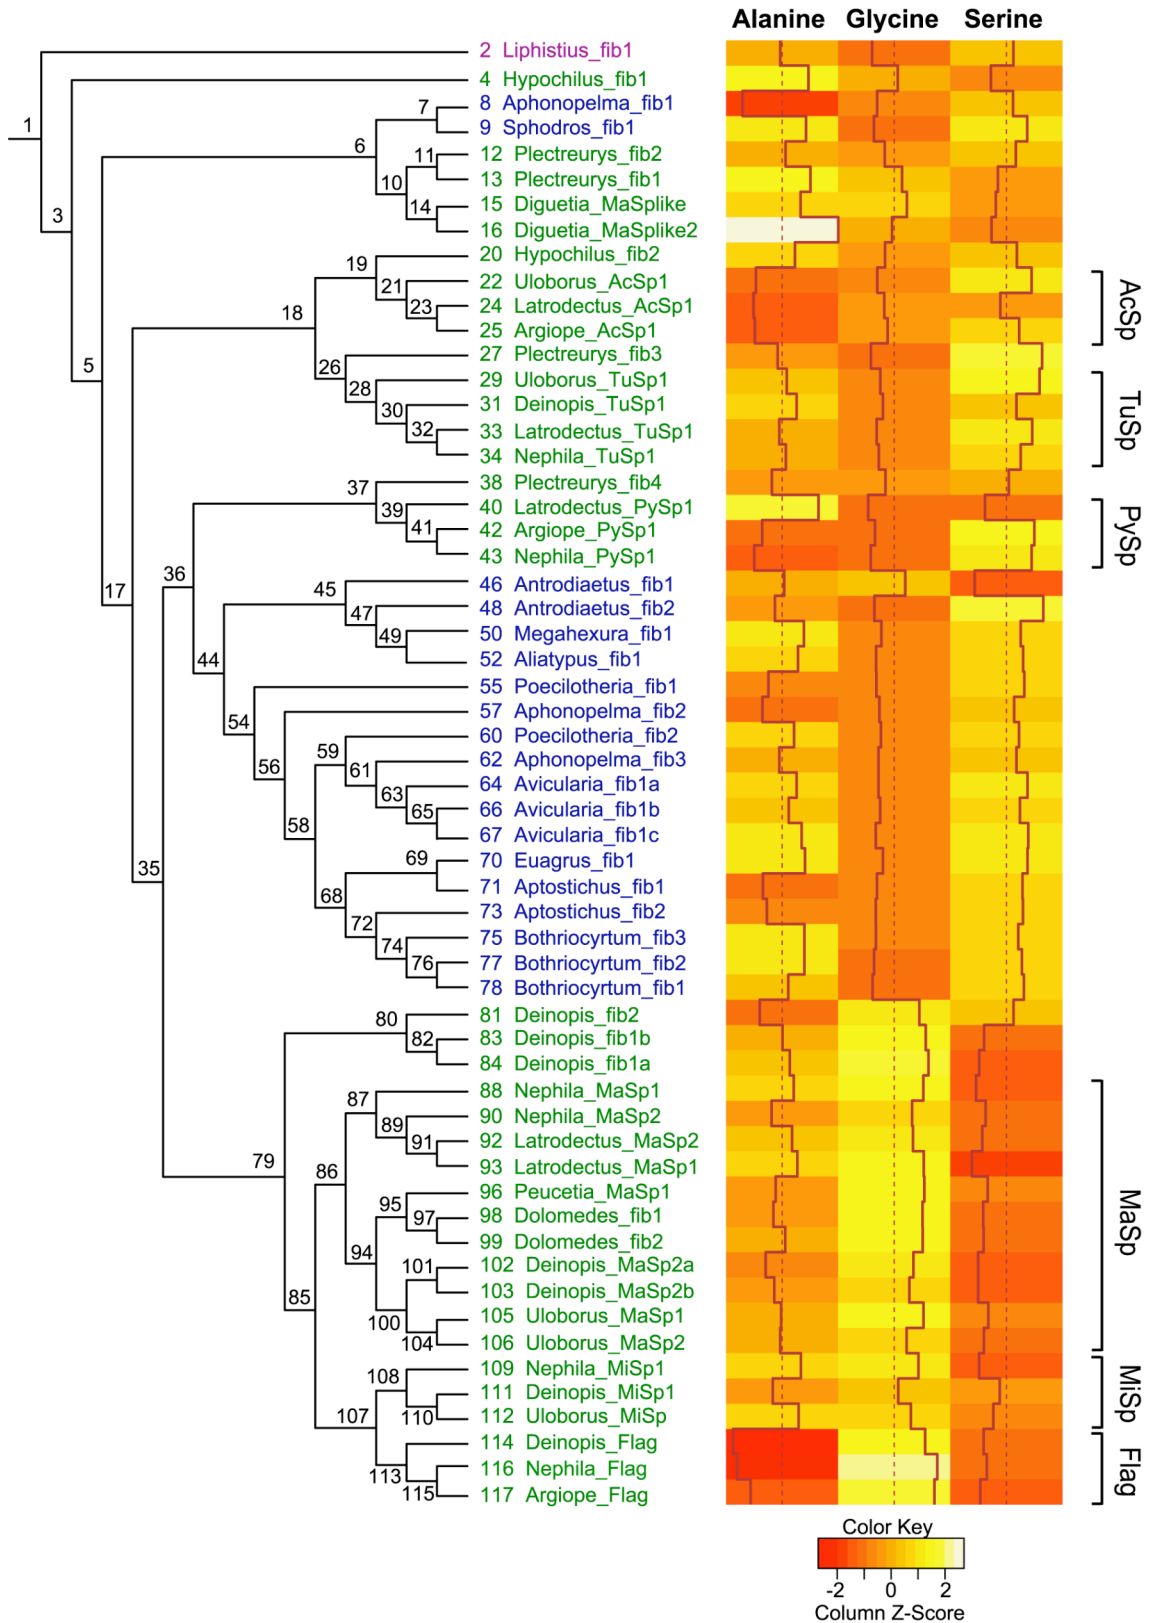 Alanine Glycine Serine
2 Liphistius_fib1
4 Hypochilus_fib1
7 8 Aphonopelma_fib1
1 9 Sphodros_fib1
6 11 12 Plectreurys_fib2
10 13 Plectreurys_fib1
3 14 15 Diguetia_MaSplike
16 Diguetia_MaSplike2
19 20 Hypochilus_fib2
21 22 Uloborus_AcSp1
18 23 24 Latrodectus_AcSp1
25 Argiope_AcSp1
AcSp
5 26 27 Plectreurys_fib3
28 29 Uloborus_TuSp1
30 31 Deinopis_TuSp1
32 33 Latrodectus_TuSp1
34 Nephila_TuSp1
TuSp
37 38 Plectreurys_fib4
39 40 Latrodectus_PySp1
41 42 Argiope_PySp1
43 Nephila_PySp1
PySp
17 36 45 46 Antrodiaetus_fib1
47 48 Antrodiaetus_fib2
49 50 Megahexura_fib1
44 52 Aliatypus_fib1
55 Poecilotheria_fib1
54 57 Aphonopelma_fib2
59 60 Poecilotheria_fib2
56 61 62 Aphonopelma_fib3
63 64 Avicularia_fib1a
65 66 Avicularia_fib1b
58 67 Avicularia_fib1c
35 69 70 Euagrus_fib1
71 Aptostichus_fib1
68 72 73 Aptostichus_fib2
74 75 Bothriocyrtum_fib3
76 77 Bothriocyrtum_fib2
78 Bothriocyrtum_fib1
80 81 Deinopis_fib2
82 83 Deinopis_fib1b
84 Deinopis_fib1a
87 88 Nephila_MaSp1
89 90 Nephila_MaSp2
91 92 Latrodectus_MaSp2
79 86 93 Latrodectus_MaSp1
95 96 Peucetia_MaSp1
97 98 Dolomedes_fib1
94 99 Dolomedes_fib2
101 102 Deinopis_MaSp2a
85 103 Deinopis_MaSp2b
100 105 Uloborus_MaSp1
104 106 Uloborus_MaSp2
MaSp
108 109 Nephila_MiSp1
111 Deinopis_MiSp1
107 110 112 Uloborus_MiSp
MiSp
114 Deinopis_Flag
113 116 Nephila_Flag
115 117 Argiope_Flag
Flag
Color Key
-2 0 2
Column Z-Score